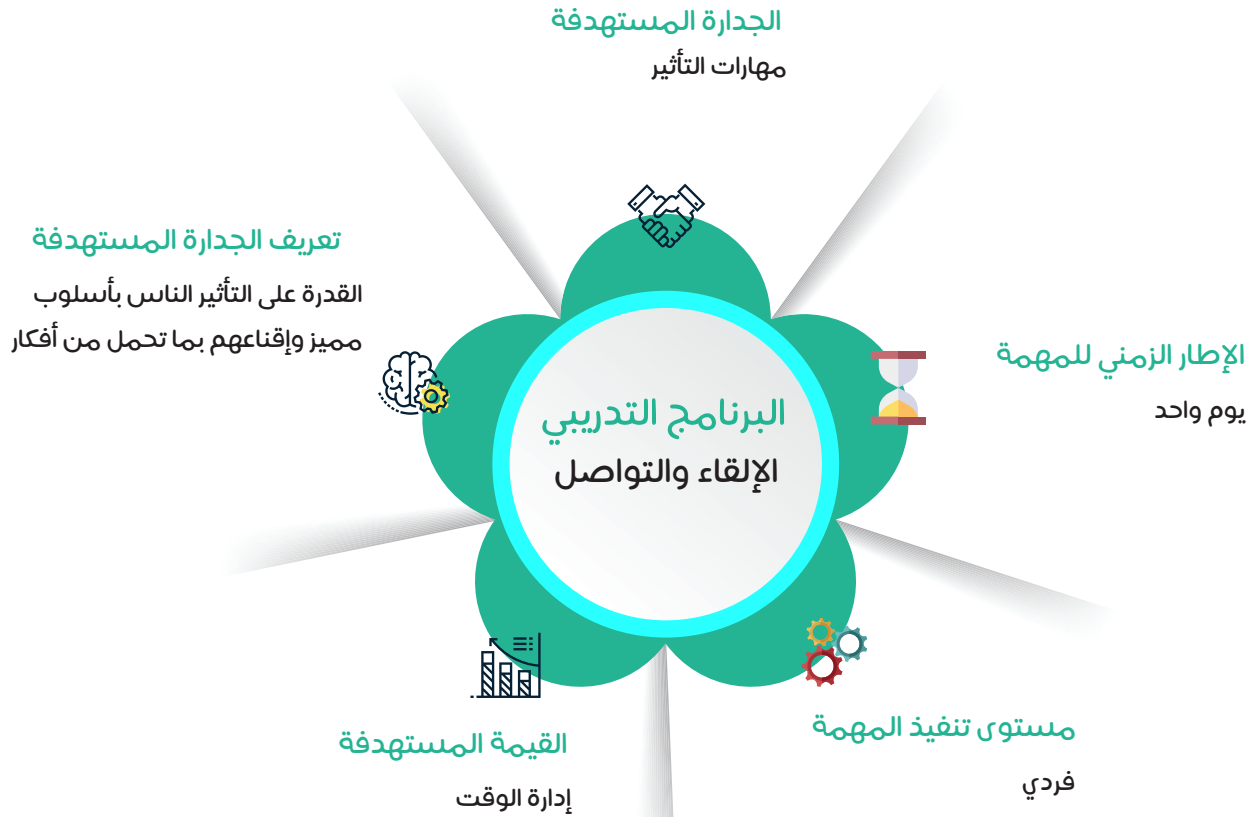 الجدارة المستهدفة
مهارات التأثير
تعريف الجدارة المستهدفة
القدرة على التأثير الناس بأسلوب
مميز وإقناعهم بما تحمل من أفكار
الإطار الزمني للمهمة
يوم واحد
البرنامج التدريبي
الإلقاء والتواصل
مستوى تنفيذ المهمة
فردي
القيمة المستهدفة
إدارة الوقت